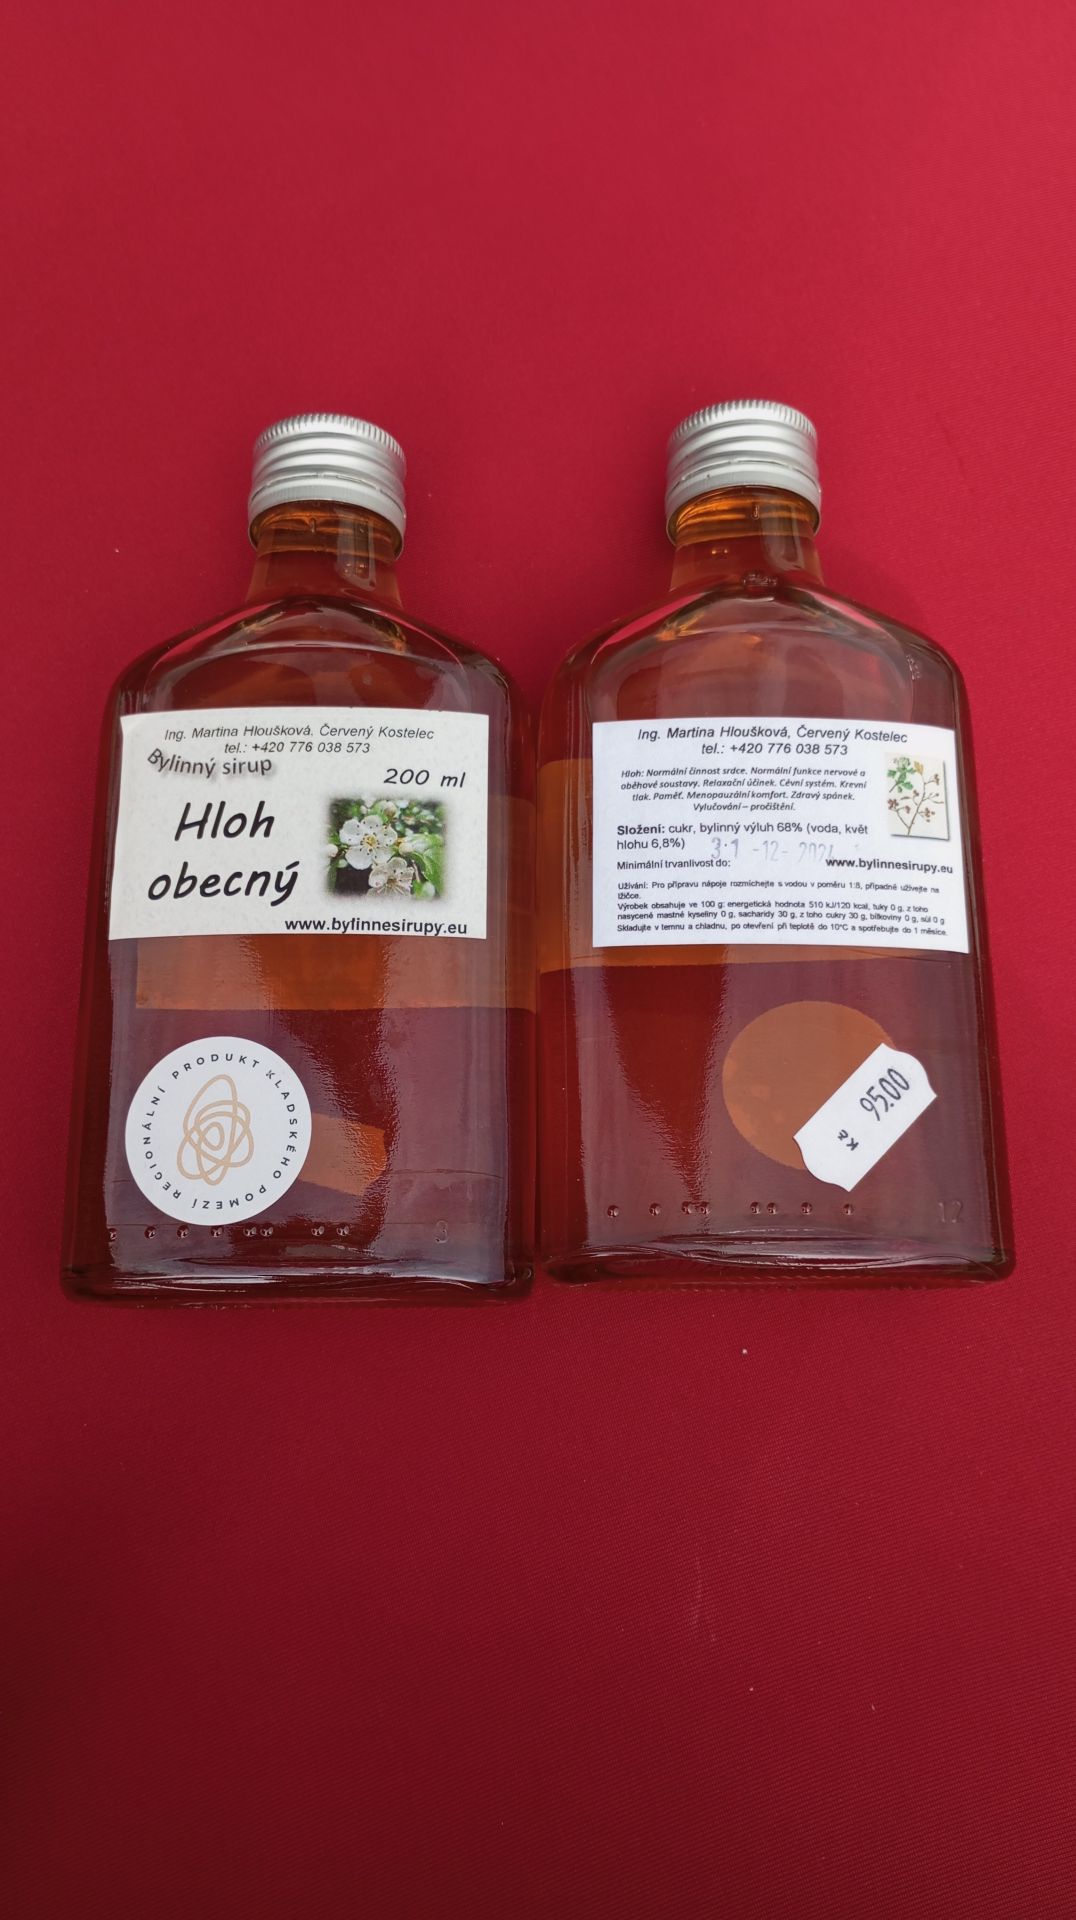 Ing. Martina Hloušková. Červený Kostelec
tel.: +420 776 038 573
Bylinný sirup
200 ml
Hloh
obecný
www.bylinnesirupy.eu
REGIONÁLNÍ PRODUKT KLADSKÉHO POMEZÍ
Ing. Martina Hloušková, Červený Kostelec
tel.: +420 776 038 573
Hloh: Normální činnost srdce. Normální funkce nervové a
oběhové soustavy. Relaxační účinek. Cévní systém. Krevní
tlak. Paměť. Menopauzální komfort. Zdravý spánek.
Vylučování – pročištění.
Složení: cukr, bylinný výluh 68% (voda, květ
hlohu 6,8%)
31 -12-
Minimální trvanlivost do:
www.bylinnesirupy.eu
Užívání: Pro přípravu nápoje rozmíchejte s vodou v poměru 1:8, případně užívejte na
lžičce.
Výrobek obsahuje ve 100 g: energetická hodnota 510 kJ/120 kcal, tuky 0 g, z toho
nasycené mastné kyseliny 0 g, sacharidy 30 g, z toho cukry 30 g, bílkoviny 0 g, sůl 0 g
Skladujte v temnu a chladnu, po otevření při teplotě do 10°C a spotřebujte do 1 měsíce.
Kč 95.00
9
12